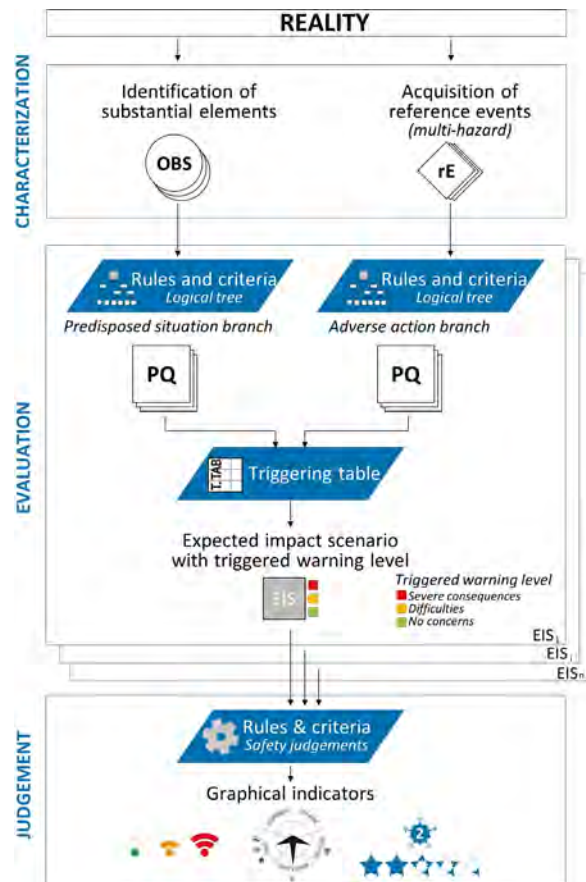 REALITY
CHARACTERIZATION
Identification of
substantial elements
OBS
Acquisition of
reference events
(multi-hazard)
rE
EVALUATION
Rules and criteria
Logical tree
Predisposed situation branch
PQ
Rules and criteria
Logical tree
Adverse action branch
PQ
T.TAB
Triggering table
Expected impact scenario
with triggered warning level
EIS
Triggered warning level
Severe consequences
Difficulties
No concerns
EIS
EIS
EISn
JUDGEMENT
Rules & criteria
Safety judgements
Graphical indicators
2